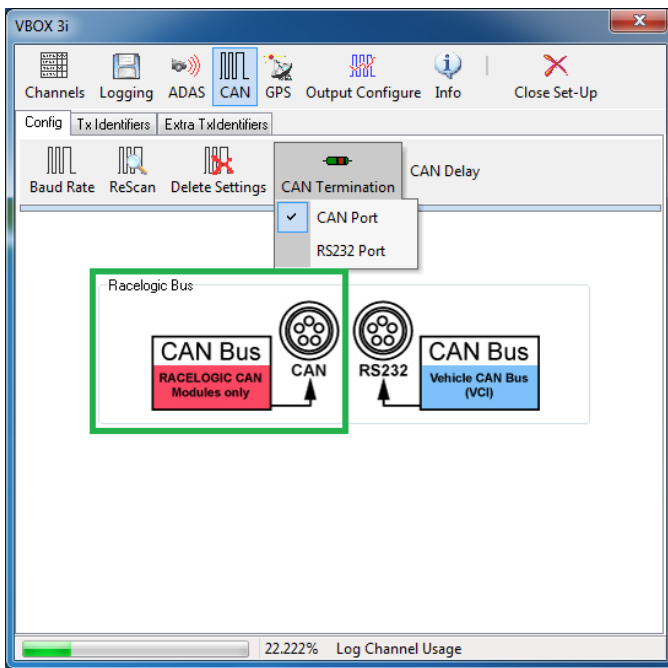 VBOX 3i
Channels Logging ADAS CAN GPS Output Configure Info Close Set-Up
Config Tx Identifiers Extra TxIdentifiers
Baud Rate ReScan Delete Settings CAN Termination CAN Delay
CAN Port
RS232 Port
Racelogic Bus
CAN Bus
RACELOGIC CAN
Modules only
CAN
RS232
CAN Bus
Vehicle CAN Bus
(VCI)
22.222% Log Channel Usage